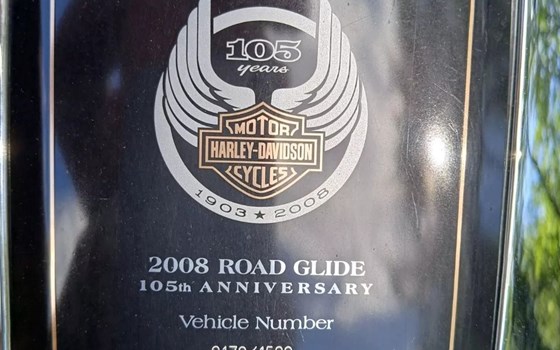 105
years
MOTOR
HARLEY-DAVIDSON
CYCLES
1903 ★ 2008
2008 ROAD GLIDE
105th ANNIVERSARY
Vehicle Number